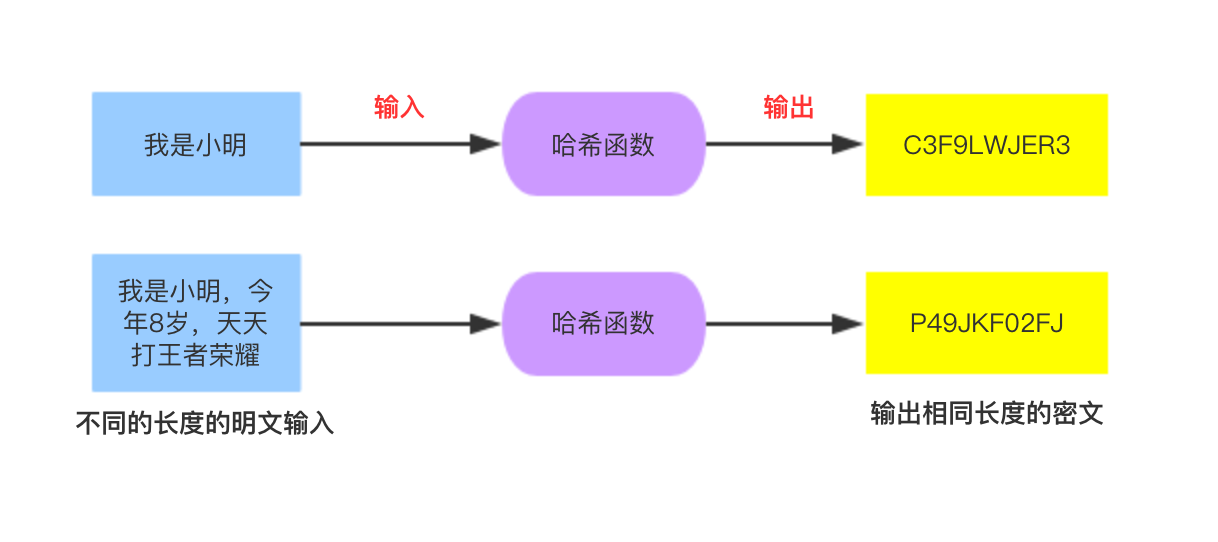 输入
输出
我是小明
哈希函数
C3F9LWJER3
我是小明，今
年8岁，天天
打王者荣耀
哈希函数
P49JKF02FJ
不同的长度的明文输入
输出相同长度的密文